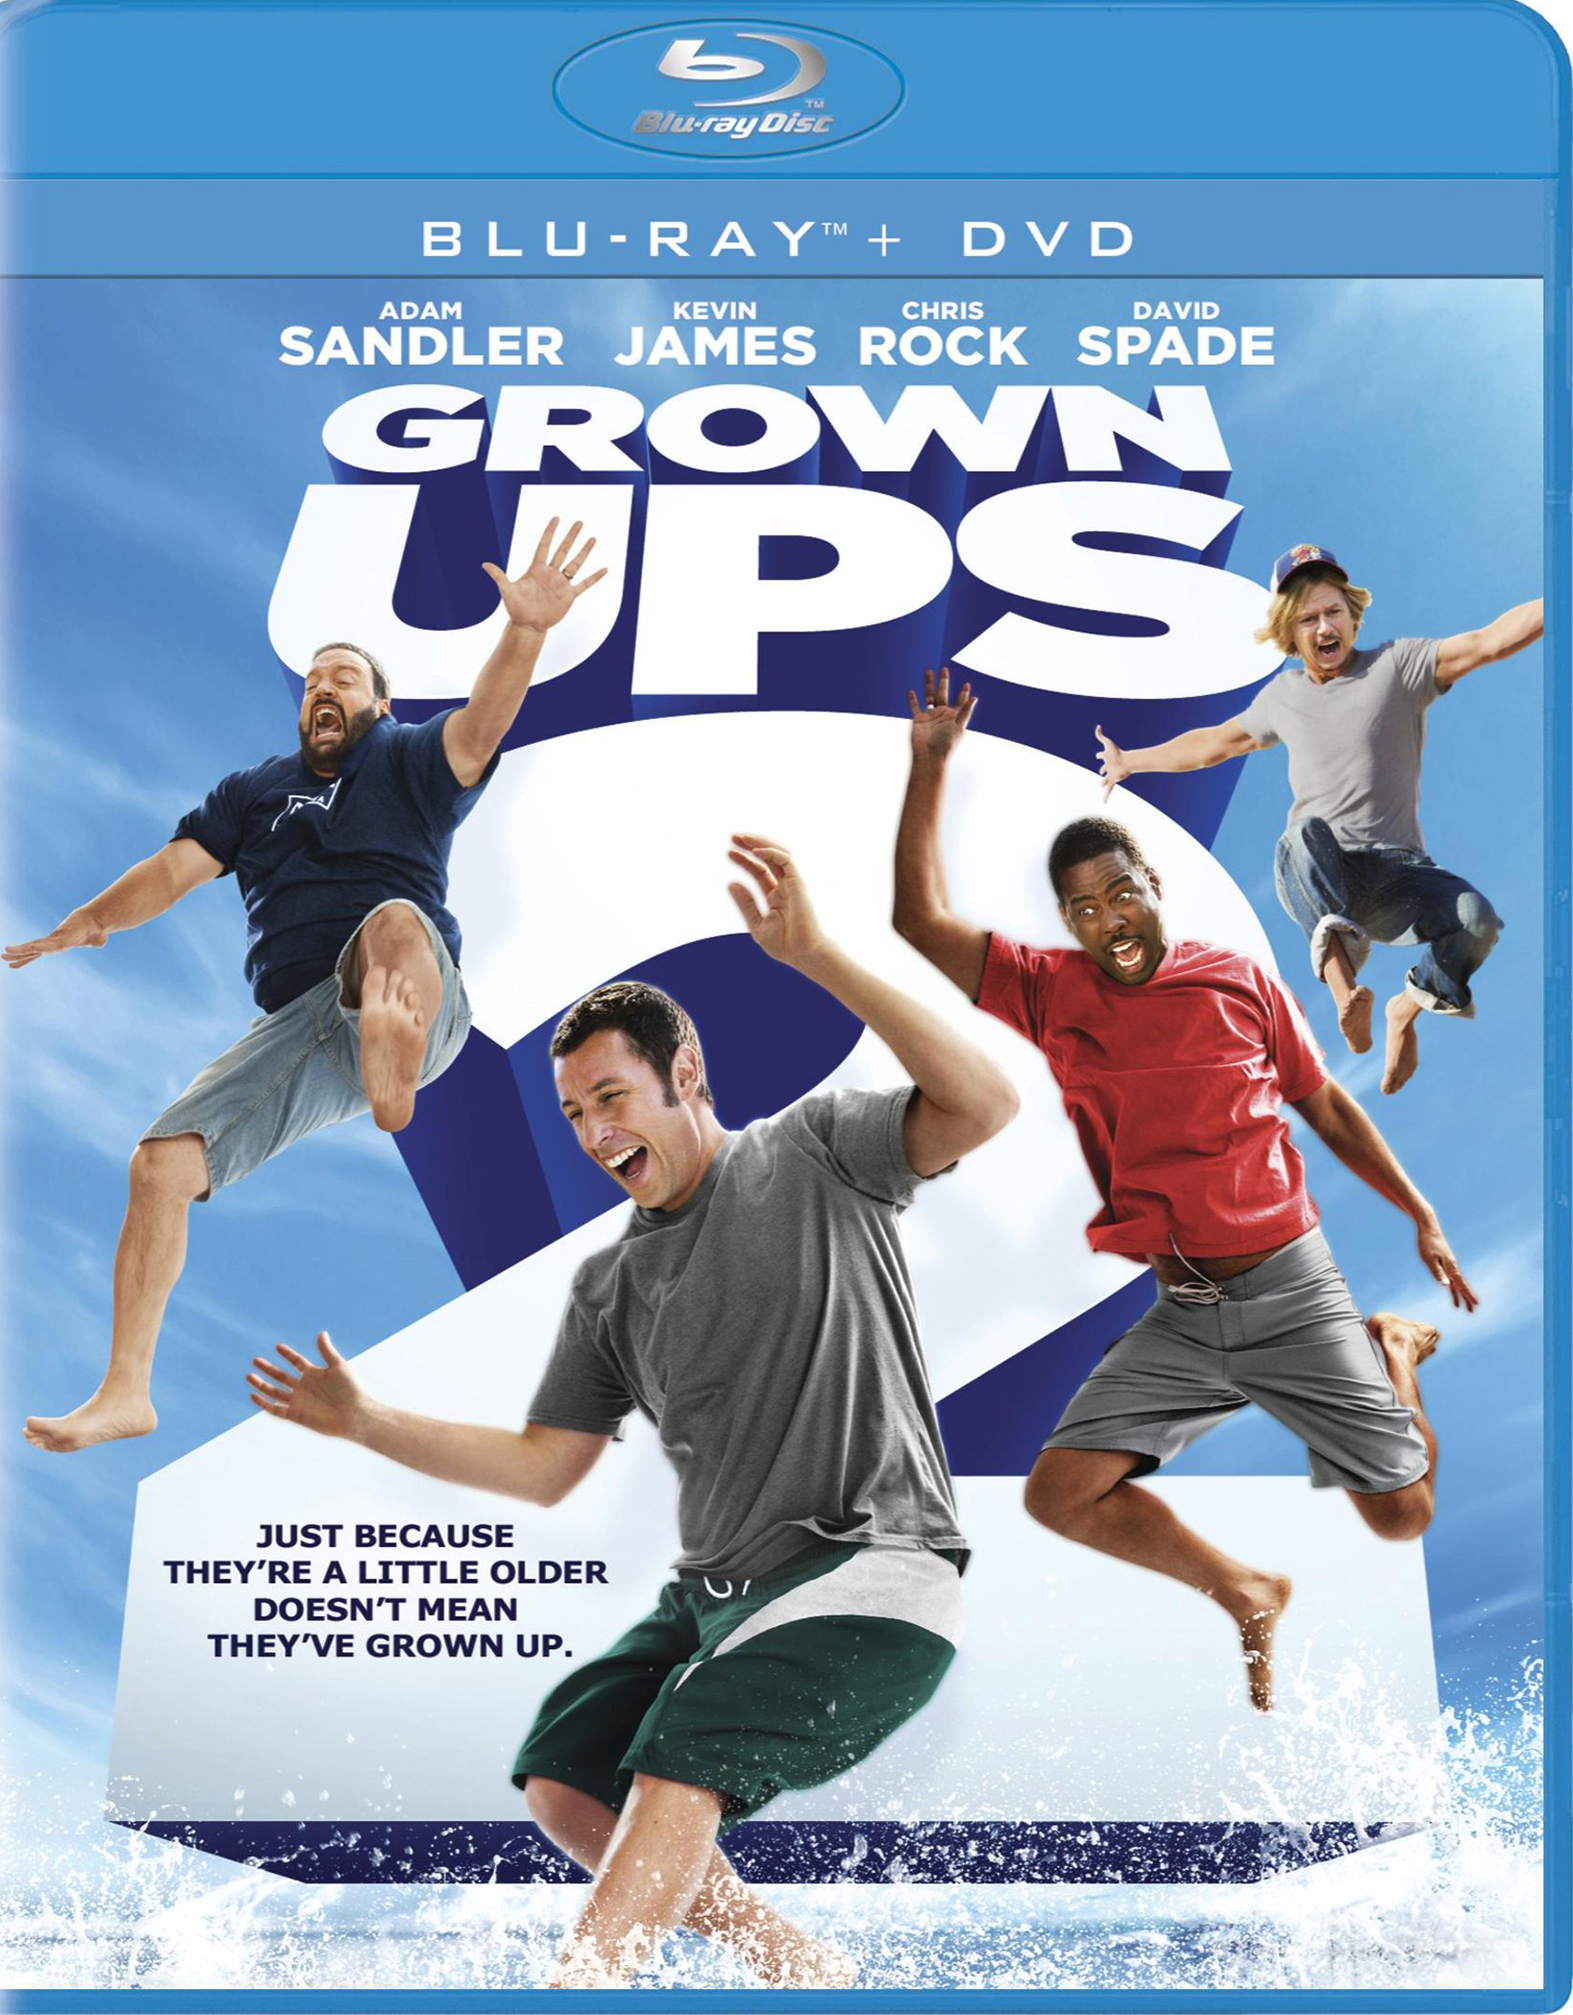 Blu-ray Disc™
BLU-RAY™ + DVD
ADAM SANDLER KEVIN JAMES CHRIS ROCK DAVID SPADE
GROWN
UPS
2
JUST BECAUSE
THEY'RE A LITTLE OLDER
DOESN'T MEAN
THEY'VE GROWN UP.